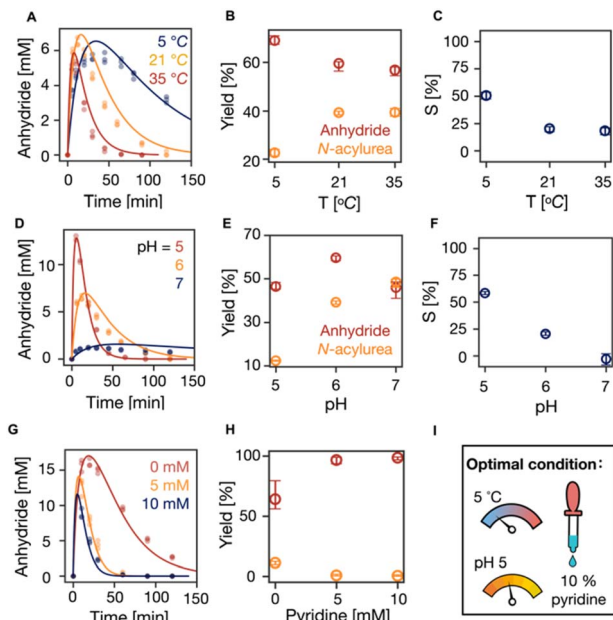 A
Anhydride [mM]
6
4
2
0
5 °C
21 °C
35 °C
0 50 100 150
Time [min]
B
Yield [%]
80
60
40
20
Anhydride
N-acylurea
5 21 35
T [°C]
C
S [%]
100
75
50
25
0
5 21 35
T [°C]
D
Anhydride [mM]
10
5
0
pH = 5
6
7
0 50 100 150
Time [min]
E
Yield [%]
70
50
30
10
Anhydride
N-acylurea
5 6 7
pH
F
S [%]
100
75
50
25
0
5 6 7
pH
G
Anhydride [mM]
15
10
5
0
0 mM
5 mM
10 mM
0 50 100 150
Time [min]
H
Yield [%]
100
50
0
0 5 10
Pyridine [mM]
I
Optimal condition:
5 °C
pH 5
10 %
pyridine